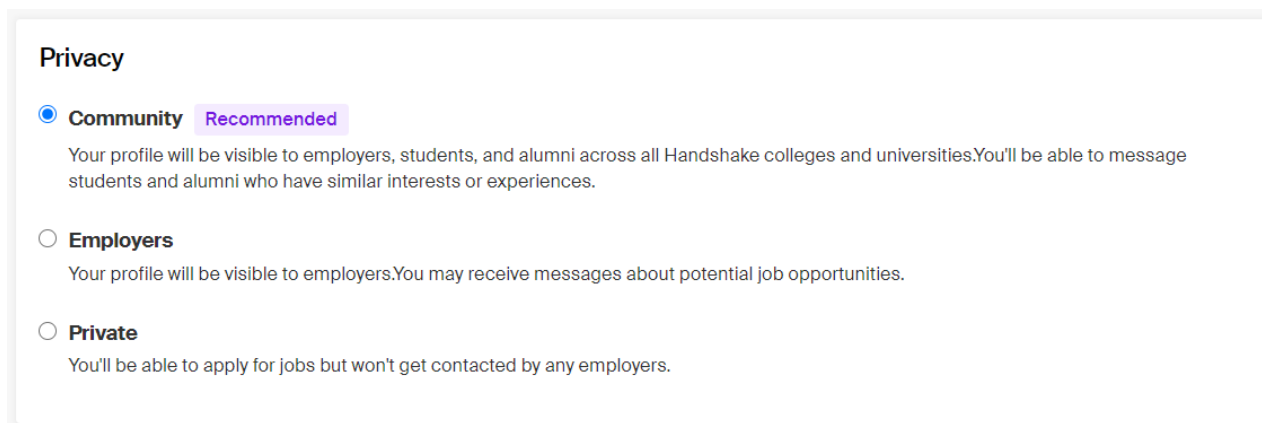 Privacy
Community Recommended
Your profile will be visible to employers, students, and alumni across all Handshake colleges and universities.You'll be able to message
students and alumni who have similar interests or experiences.
Employers
Your profile will be visible to employers.You may receive messages about potential job opportunities.
Private
You'll be able to apply for jobs but won't get contacted by any employers.